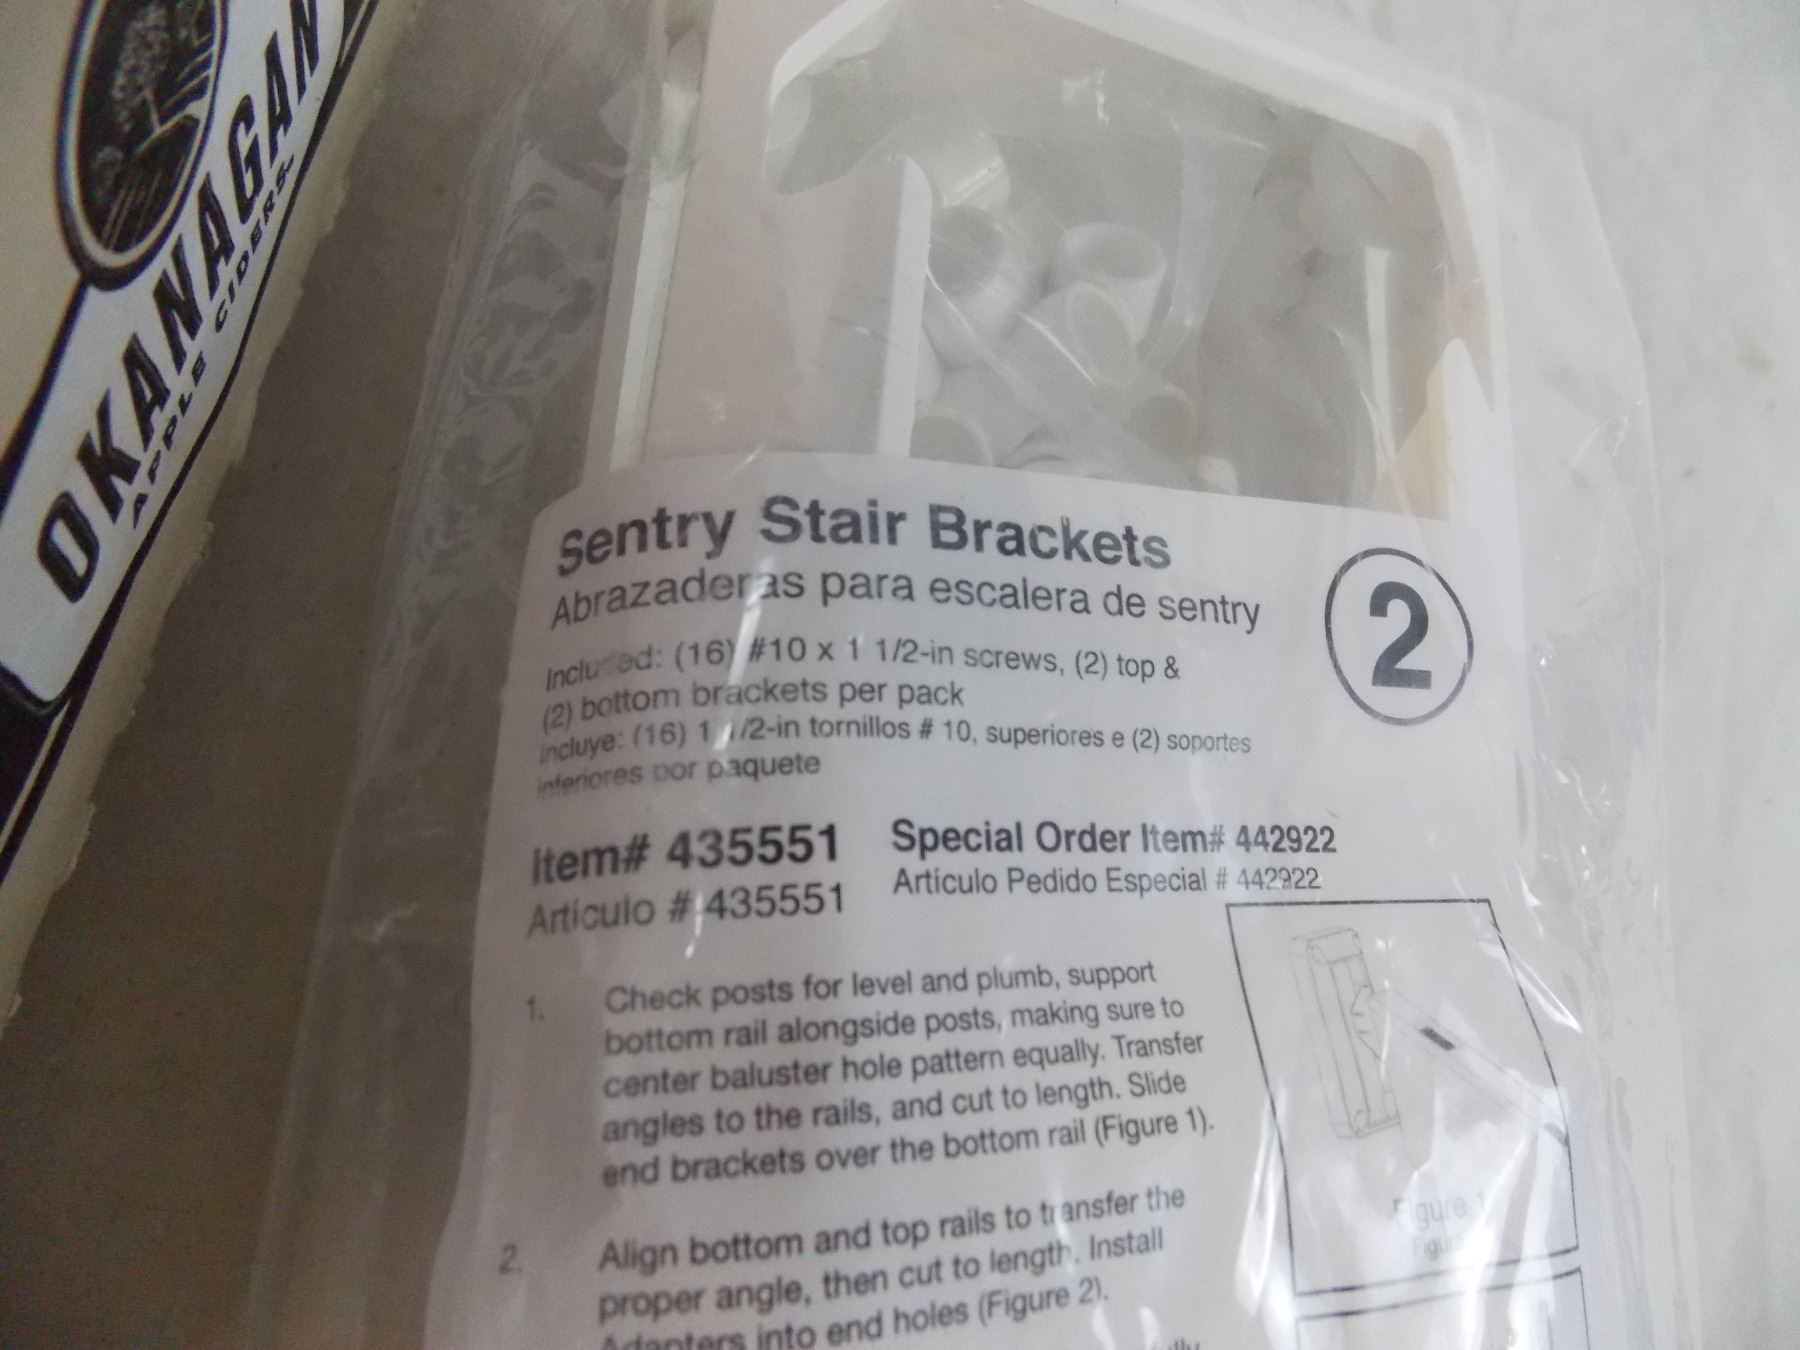 OKANAGAN
APPLE CIDERS
Sentry Stair Brackets
Abrazaderas para escalera de sentry
2
Included: (16) #10 x 1 1/2-in screws, (2) top &
(2) bottom brackets per pack
incluye: (16) 1 1/2-in tornillos # 10, superiores e (2) soportes
inferiores por paquete
Item# 435551
Artículo # 435551
Special Order Item# 442922
Artículo Pedido Especial # 442922
1. Check posts for level and plumb, support
bottom rail alongside posts, making sure to
center baluster hole pattern equally. Transfer
angles to the rails, and cut to length. Slide
end brackets over the bottom rail (Figure 1).
Figure 1
Figura
2. Align bottom and top rails to transfer the
proper angle, then cut to length. Install
Adapters into end holes (Figure 2).